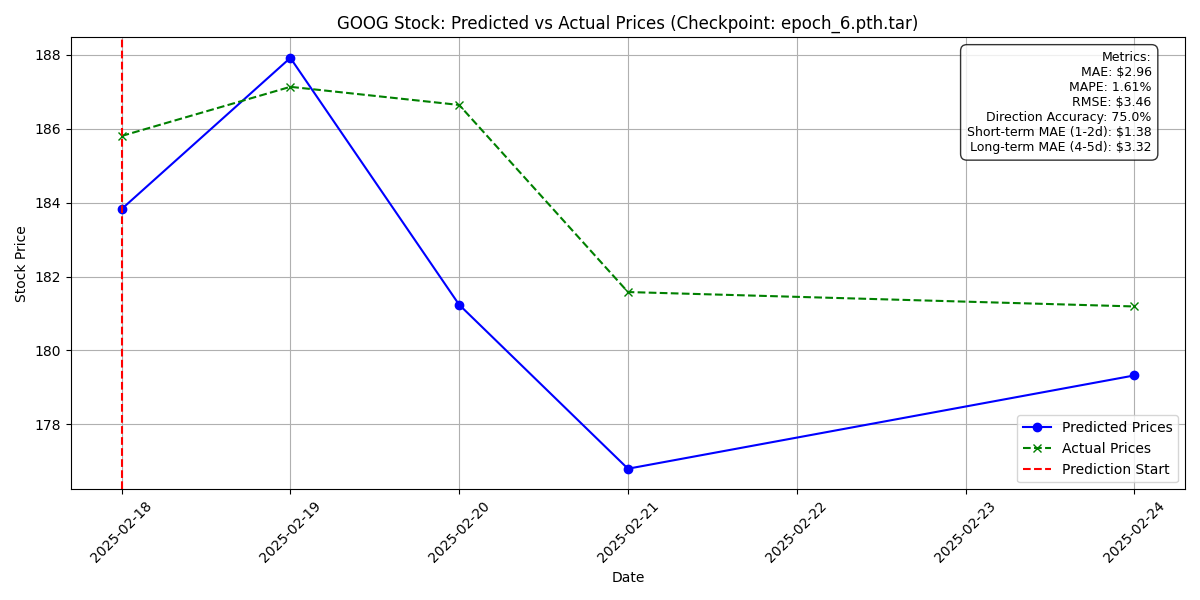 GOOG Stock: Predicted vs Actual Prices (Checkpoint: epoch_6.pth.tar)
Metrics:
MAE: $2.96
MAPE: 1.61%
RMSE: $3.46
Direction Accuracy: 75.0%
Short-term MAE (1-2d): $1.38
Long-term MAE (4-5d): $3.32
Stock Price
188
186
184
182
180
178
Predicted Prices
Actual Prices
Prediction Start
2025-02-18
2025-02-19
2025-02-20
2025-02-21
2025-02-22
2025-02-23
2025-02-24
Date